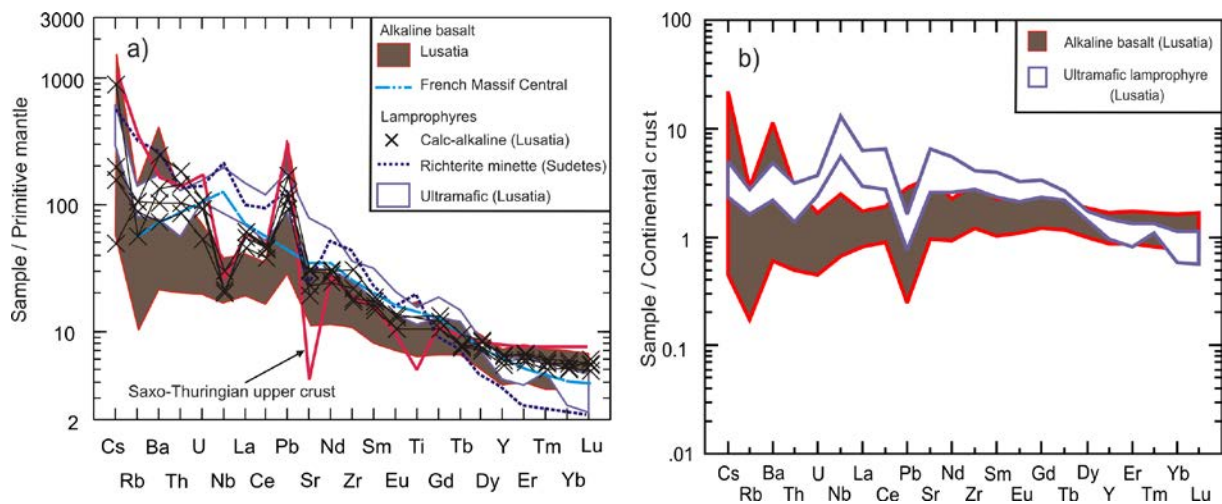 3000
1000
100
10
2
Sample / Primitive mantle
a)
Alkaline basalt
Lusatia
French Massif Central
Lamprophyres
Calc-alkaline (Lusatia)
Richterite minette (Sudetes)
Ultramafic (Lusatia)
Saxo-Thuringian upper crust
Cs Ba U La Pb Nd Sm Ti Tb Y Tm Lu
Rb Th Nb Ce Sr Zr Eu Gd Dy Er Yb
100
10
1
0.1
.01
Sample / Continental crust
b)
Alkaline basalt (Lusatia)
Ultramafic lamprophyre
(Lusatia)
Cs Ba U La Pb Nd Sm Gd Dy Er Yb
Rb Th Nb Ce Sr Zr Eu Tb Y Tm Lu